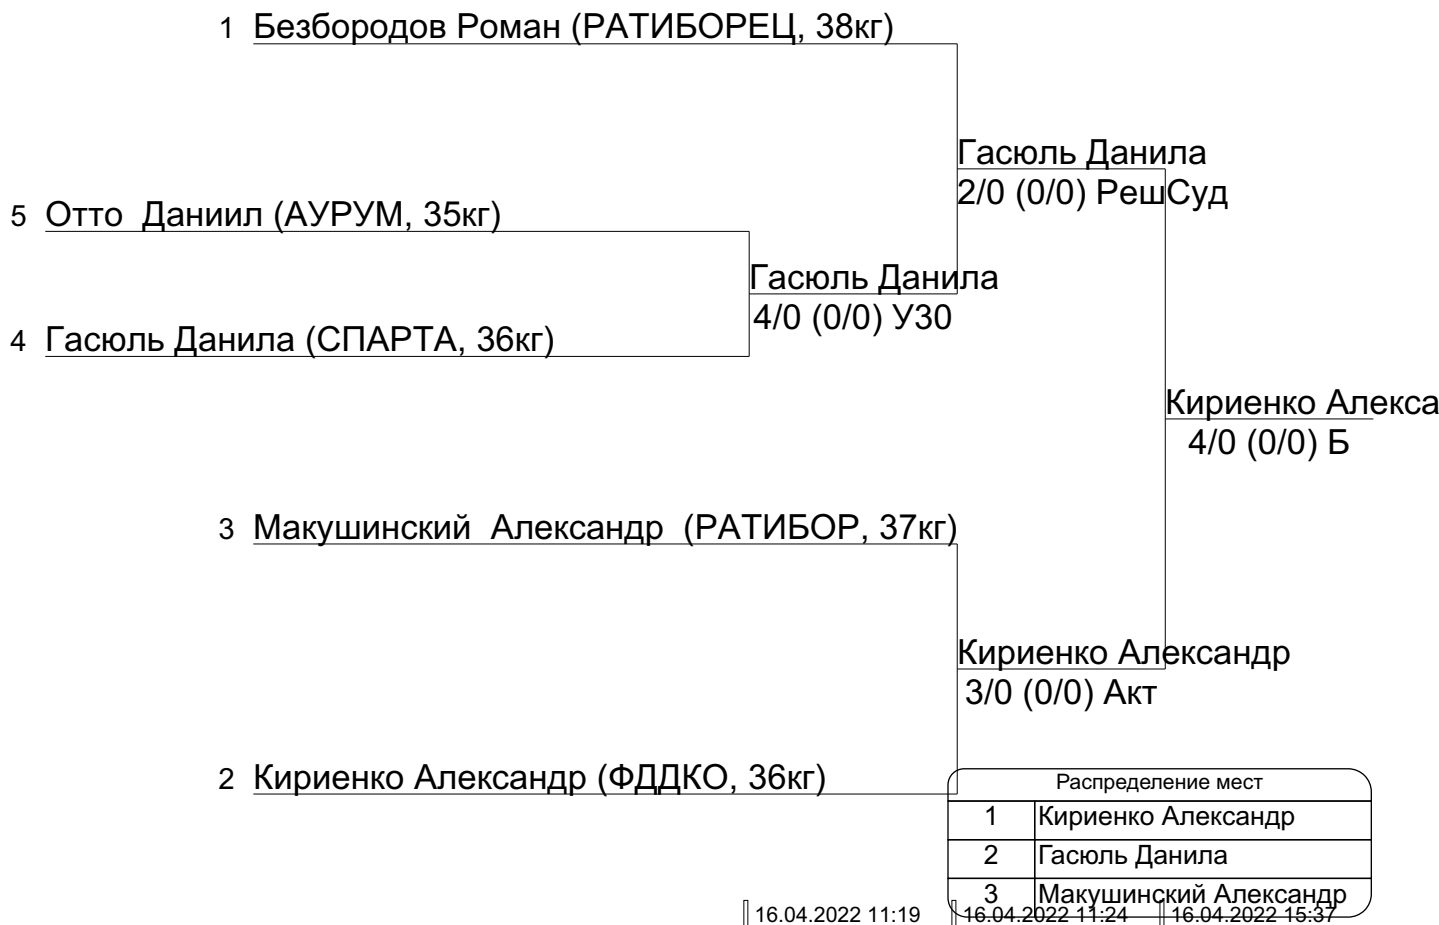 1 Безбородов Роман (РАТИБОРЕЦ, 38кг)
Гасюль Данила
2/0 (0/0) РешСуд
5 Отто Даниил (АУРУМ, 35кг)
Гасюль Данила
4/0 (0/0) У30
4 Гасюль Данила (СПАРТА, 36кг)
Кириенко Алекса
4/0 (0/0) Б
3 Макушинский Александр (РАТИБОР, 37кг)
Кириенко Александр
3/0 (0/0) Акт
2 Кириенко Александр (ФДДКО, 36кг)
Распределение мест
1 Кириенко Александр
2 Гасюль Данила
3 Макушинский Александр
16.04.2022 11:19 16.04.2022 11:24 16.04.2022 15:37